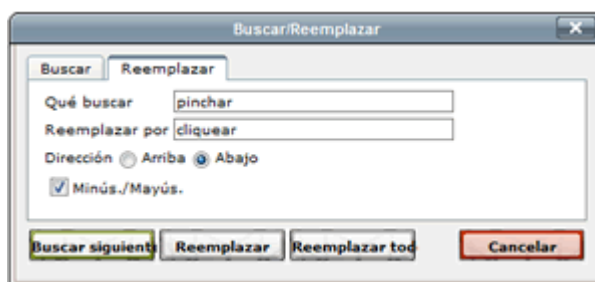 Buscar/Reemplazar
Buscar Reemplazar
Qué buscar pinchar
Reemplazar por cliquear
Dirección Arriba Abajo
Minús./Mayús.
Buscar siguient Reemplazar Reemplazar tod Cancelar